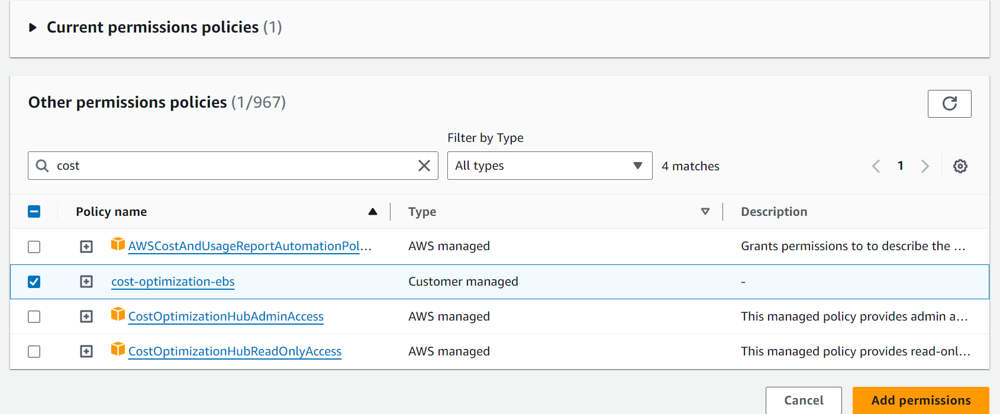 Current permissions policies (1)
Other permissions policies (1/967)
Filter by Type
cost
All types
4 matches
1
Policy name
Type
Description
AWSCostAndUsageReportAutomationPol...
AWS managed
Grants permissions to to describe the ...
cost-optimization-ebs
Customer managed
-
CostOptimizationHubAdminAccess
AWS managed
This managed policy provides admin a...
CostOptimizationHubReadOnlyAccess
AWS managed
This managed policy provides read-onl...
Cancel
Add permissions